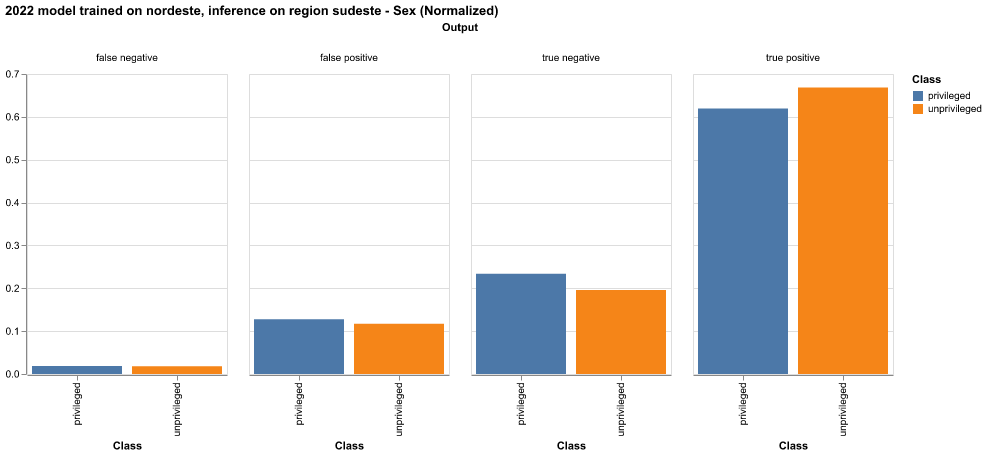 2022 model trained on nordeste, inference on region sudeste - Sex (Normalized)
Output
false negative
false positive
true negative
true positive
0.7
0.6
0.5
0.4
0.3
0.2
0.1
0.0
privileged
unprivileged
privileged
unprivileged
privileged
unprivileged
privileged
unprivileged
Class
Class
Class
Class
Class
privileged
unprivileged